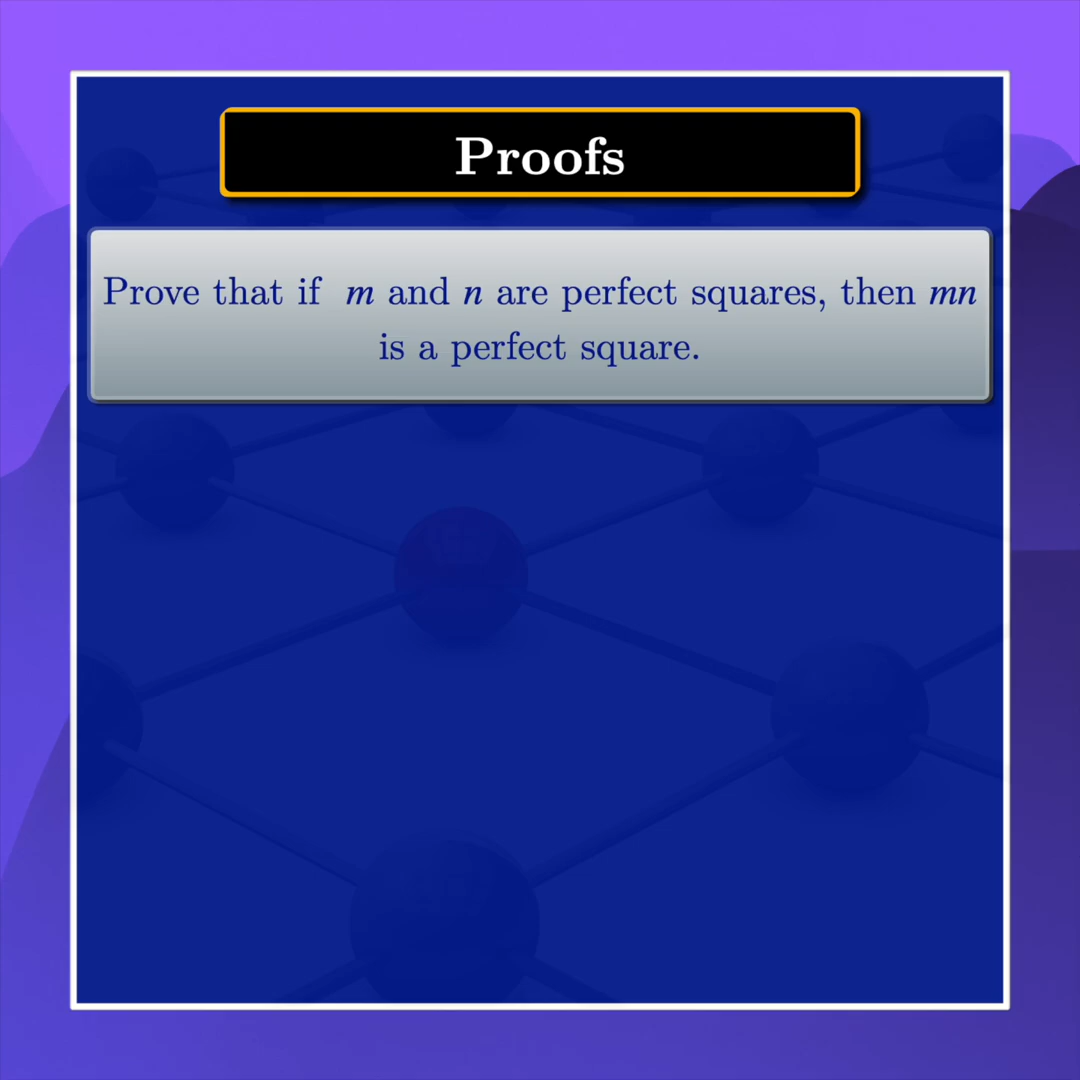 Proofs
Prove that if m and n are perfect squares, then mn
is a perfect square.